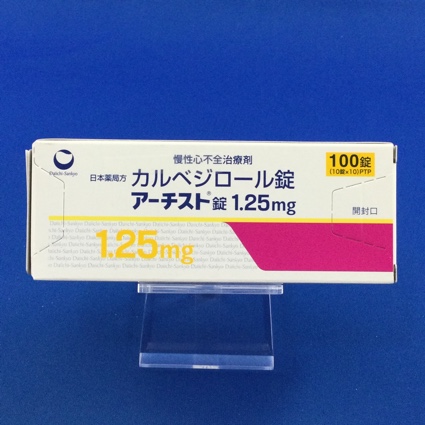 慢性心不全治療剤
日本薬局方 カルベジロール錠
アーチスト®錠 1.25mg
100錠
(10錠×10)PTP
開封口
Daiichi-Sankyo
1.25mg